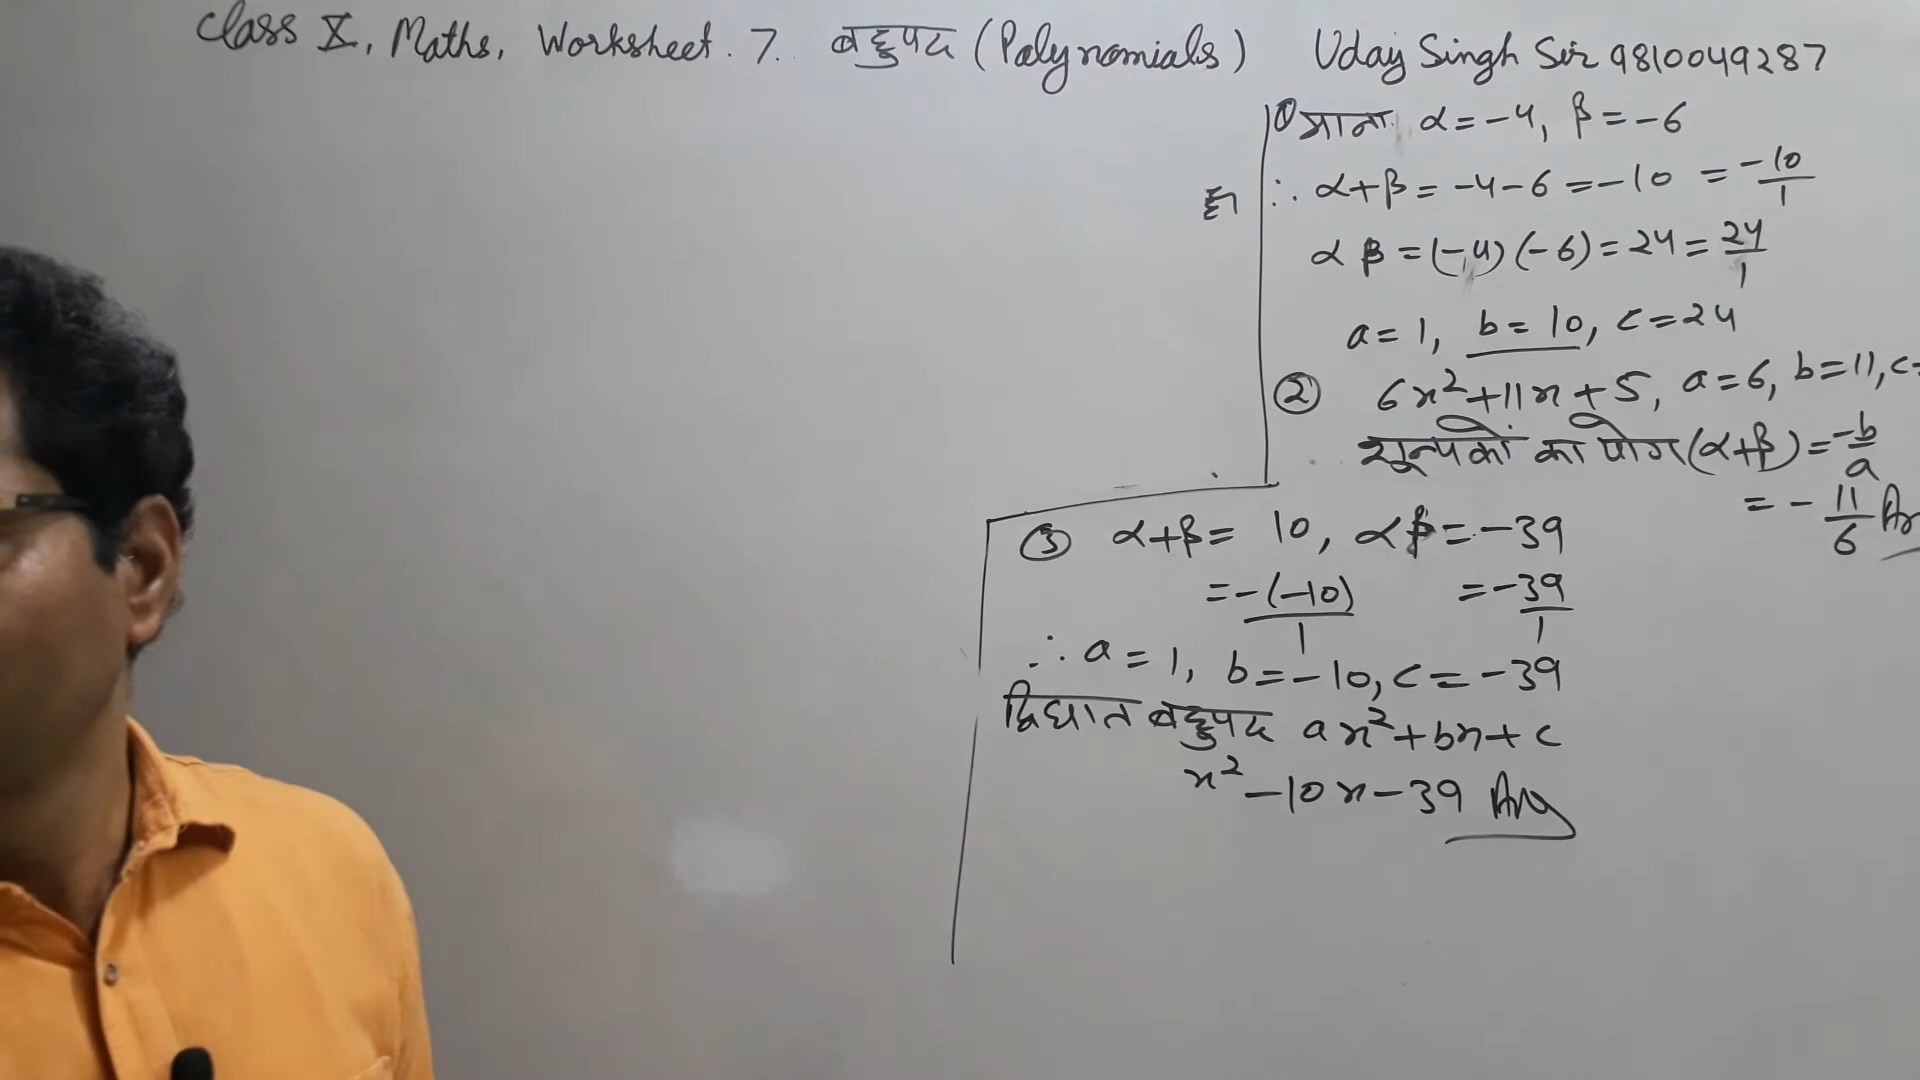 Class X, Maths, Worksheet. 7. बहुपद (Polynomials) Uday Singh Sir 9810049287
① माना α = -4, β = -6
∴ α+β = -4-6 = -10 = -10/1
αβ = (-4)(-6) = 24 = 24/1
a = 1, b = 10, c = 24
② 6x²+11x+5, a=6, b=11, c=
शून्यकों का योग (α+β) = -b/a
= - 11/6
③ α+β = 10, αβ = -39
= -(-10)/1 = -39/1
∴ a = 1, b = -10, c = -39
द्विघात बहुपद ax²+bx+c
x²-10x-39 Ans